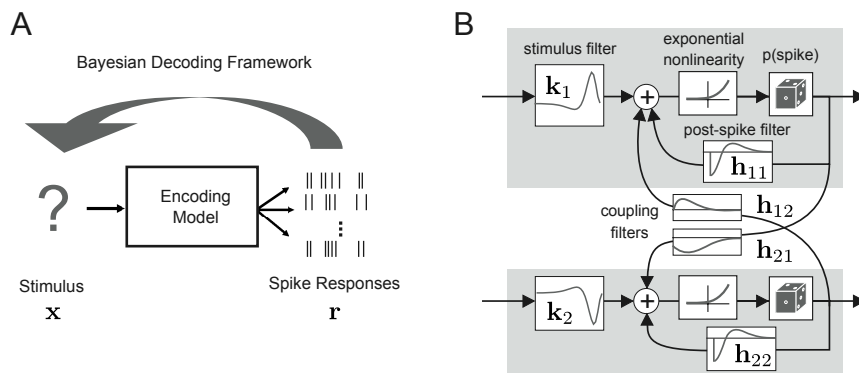 A
Bayesian Decoding Framework
?
Encoding
Model
Stimulus
x
Spike Responses
r
B
stimulus filter
exponential
nonlinearity
p(spike)
k1
+
post-spike filter
h11
coupling
filters
h12
h21
k2
+
h22